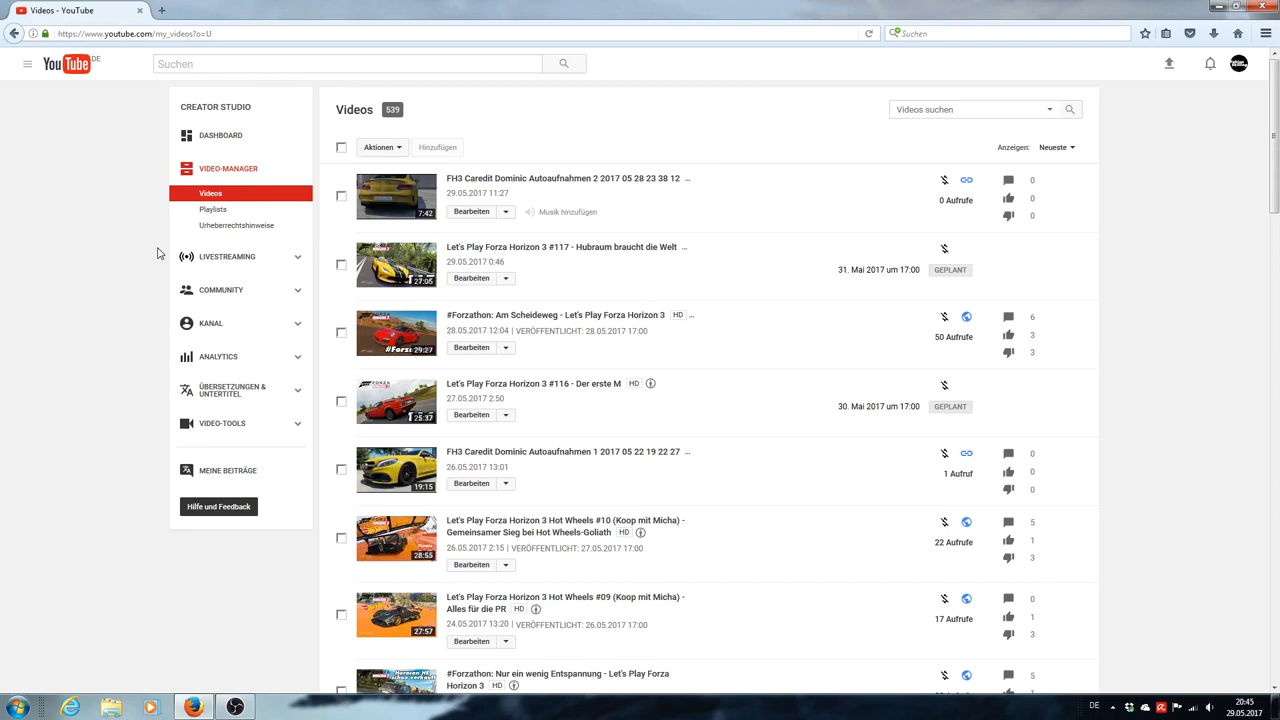 Videos - YouTube
https://www.youtube.com/my_videos?o=U
Suchen
YouTube DE
Suchen
CREATOR STUDIO
DASHBOARD
VIDEO-MANAGER
Videos
Playlists
Urheberrechtshinweise
LIVESTREAMING
COMMUNITY
KANAL
ANALYTICS
ÜBERSETZUNGEN &
UNTERTITEL
VIDEO-TOOLS
MEINE BEITRÄGE
Hilfe und Feedback
Videos 539
Videos suchen
Aktionen
Hinzufügen
Anzeigen: Neueste
7:42
FH3 Caredit Dominic Autoaufnahmen 2 2017 05 28 23 38 12 ...
29.05.2017 11:27
Bearbeiten
Musik hinzufügen
0 Aufrufe
0
0
0
27:05
Let's Play Forza Horizon 3 #117 - Hubraum braucht die Welt ...
29.05.2017 0:46
Bearbeiten
31. Mai 2017 um 17:00 GEPLANT
29:27
#Forzathon: Am Scheideweg - Let's Play Forza Horizon 3 HD ...
28.05.2017 12:04 | VERÖFFENTLICHT: 28.05.2017 17:00
Bearbeiten
50 Aufrufe
6
3
3
25:37
Let's Play Forza Horizon 3 #116 - Der erste M HD
27.05.2017 2:50
Bearbeiten
30. Mai 2017 um 17:00 GEPLANT
19:15
FH3 Caredit Dominic Autoaufnahmen 1 2017 05 22 19 22 27 ...
26.05.2017 13:01
Bearbeiten
1 Aufruf
0
0
0
28:55
Let's Play Forza Horizon 3 Hot Wheels #10 (Koop mit Micha) -
Gemeinsamer Sieg bei Hot Wheels-Goliath HD
26.05.2017 2:15 | VERÖFFENTLICHT: 27.05.2017 17:00
Bearbeiten
22 Aufrufe
5
1
3
27:57
Let's Play Forza Horizon 3 Hot Wheels #09 (Koop mit Micha) -
Alles für die PR HD
24.05.2017 13:20 | VERÖFFENTLICHT: 26.05.2017 17:00
Bearbeiten
17 Aufrufe
0
1
3
#Forzathon: Nur ein wenig Entspannung - Let's Play Forza
Horizon 3 HD
5
DE
20:45
29.05.2017